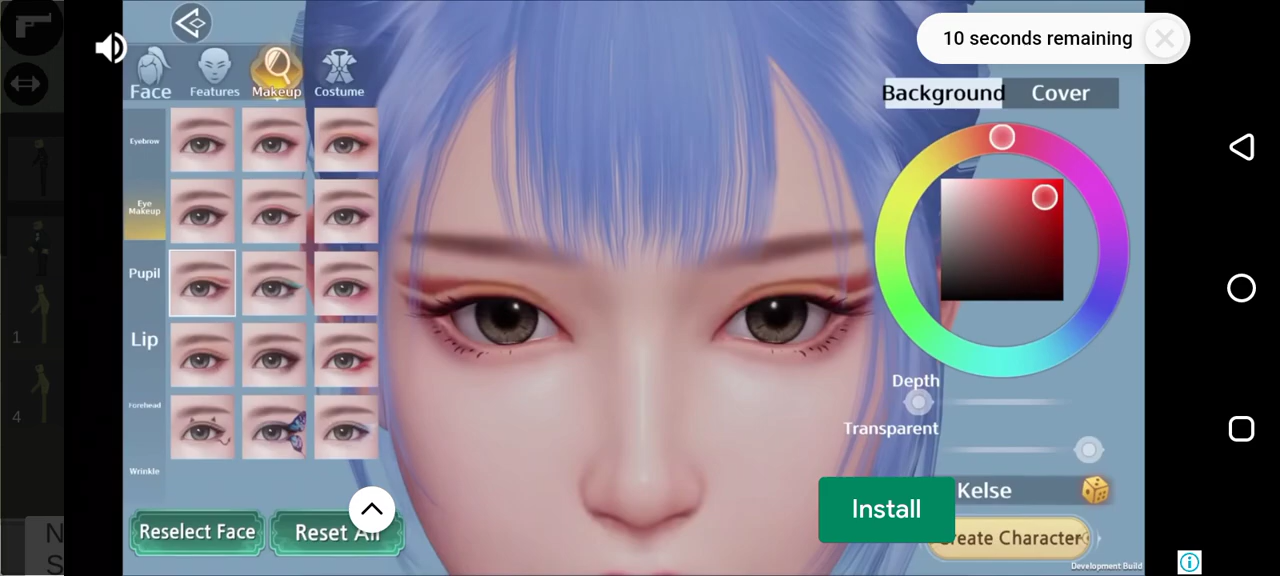 10 seconds remaining
Face
Features
Makeup
Costume
Background
Cover
Eyebrow
Eye
Makeup
Pupil
Lip
Forehead
Wrinkle
Depth
Transparent
1
4
Kelse
Install
Create Character
Reselect Face
Reset All
Development Build
N
S